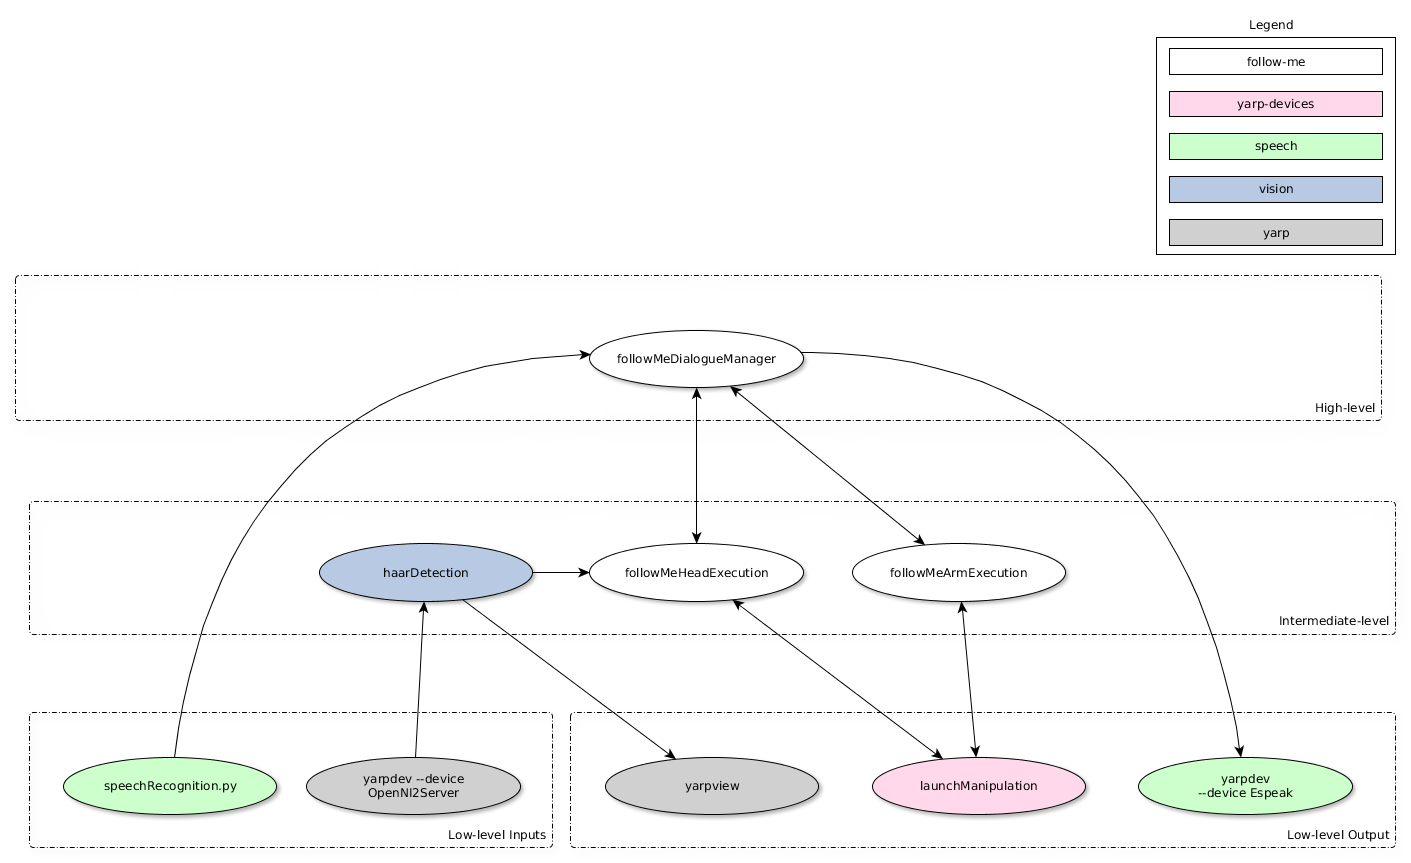 Legend
follow-me
yarp-devices
speech
vision
yarp
followMeDialogueManager
High-level
haarDetection
followMeHeadExecution
followMeArmExecution
Intermediate-level
speechRecognition.py
yarpdev --device
OpenNI2Server
yarpview
launchManipulation
yarpdev
--device Espeak
Low-level Inputs
Low-level Output